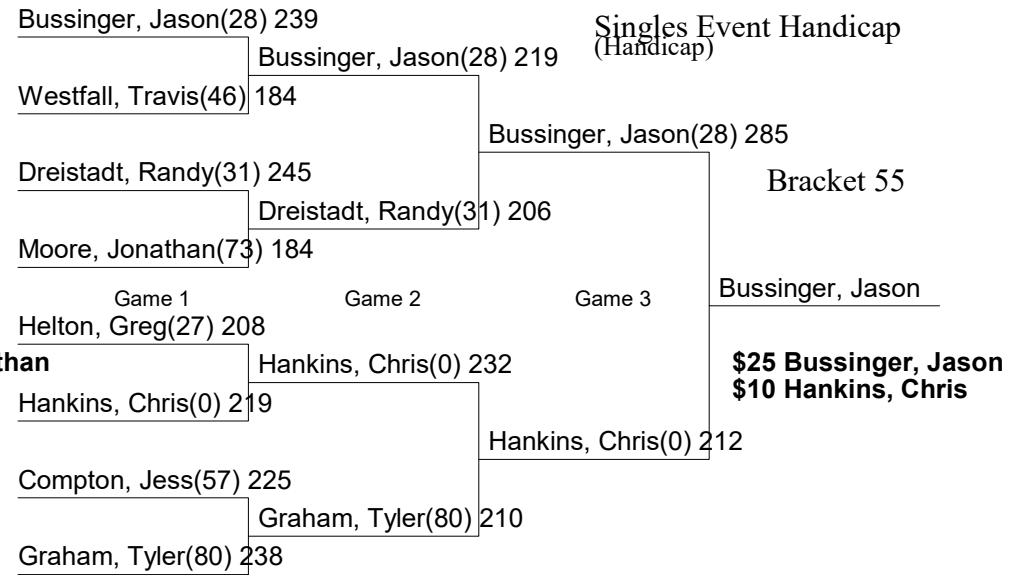 Bussinger, Jason(28) 239
Singles Event Handicap
(Handicap)
Bussinger, Jason(28) 219
Westfall, Travis(46) 184
Bussinger, Jason(28) 285
Dreistadt, Randy(31) 245
Bracket 55
Dreistadt, Randy(31) 206
Moore, Jonathan(73) 184
Game 1
Game 2
Game 3
Bussinger, Jason
Helton, Greg(27) 208
Hankins, Chris(0) 232
$25 Bussinger, Jason
$10 Hankins, Chris
Hankins, Chris(0) 219
Hankins, Chris(0) 212
Compton, Jess(57) 225
Graham, Tyler(80) 210
Graham, Tyler(80) 238